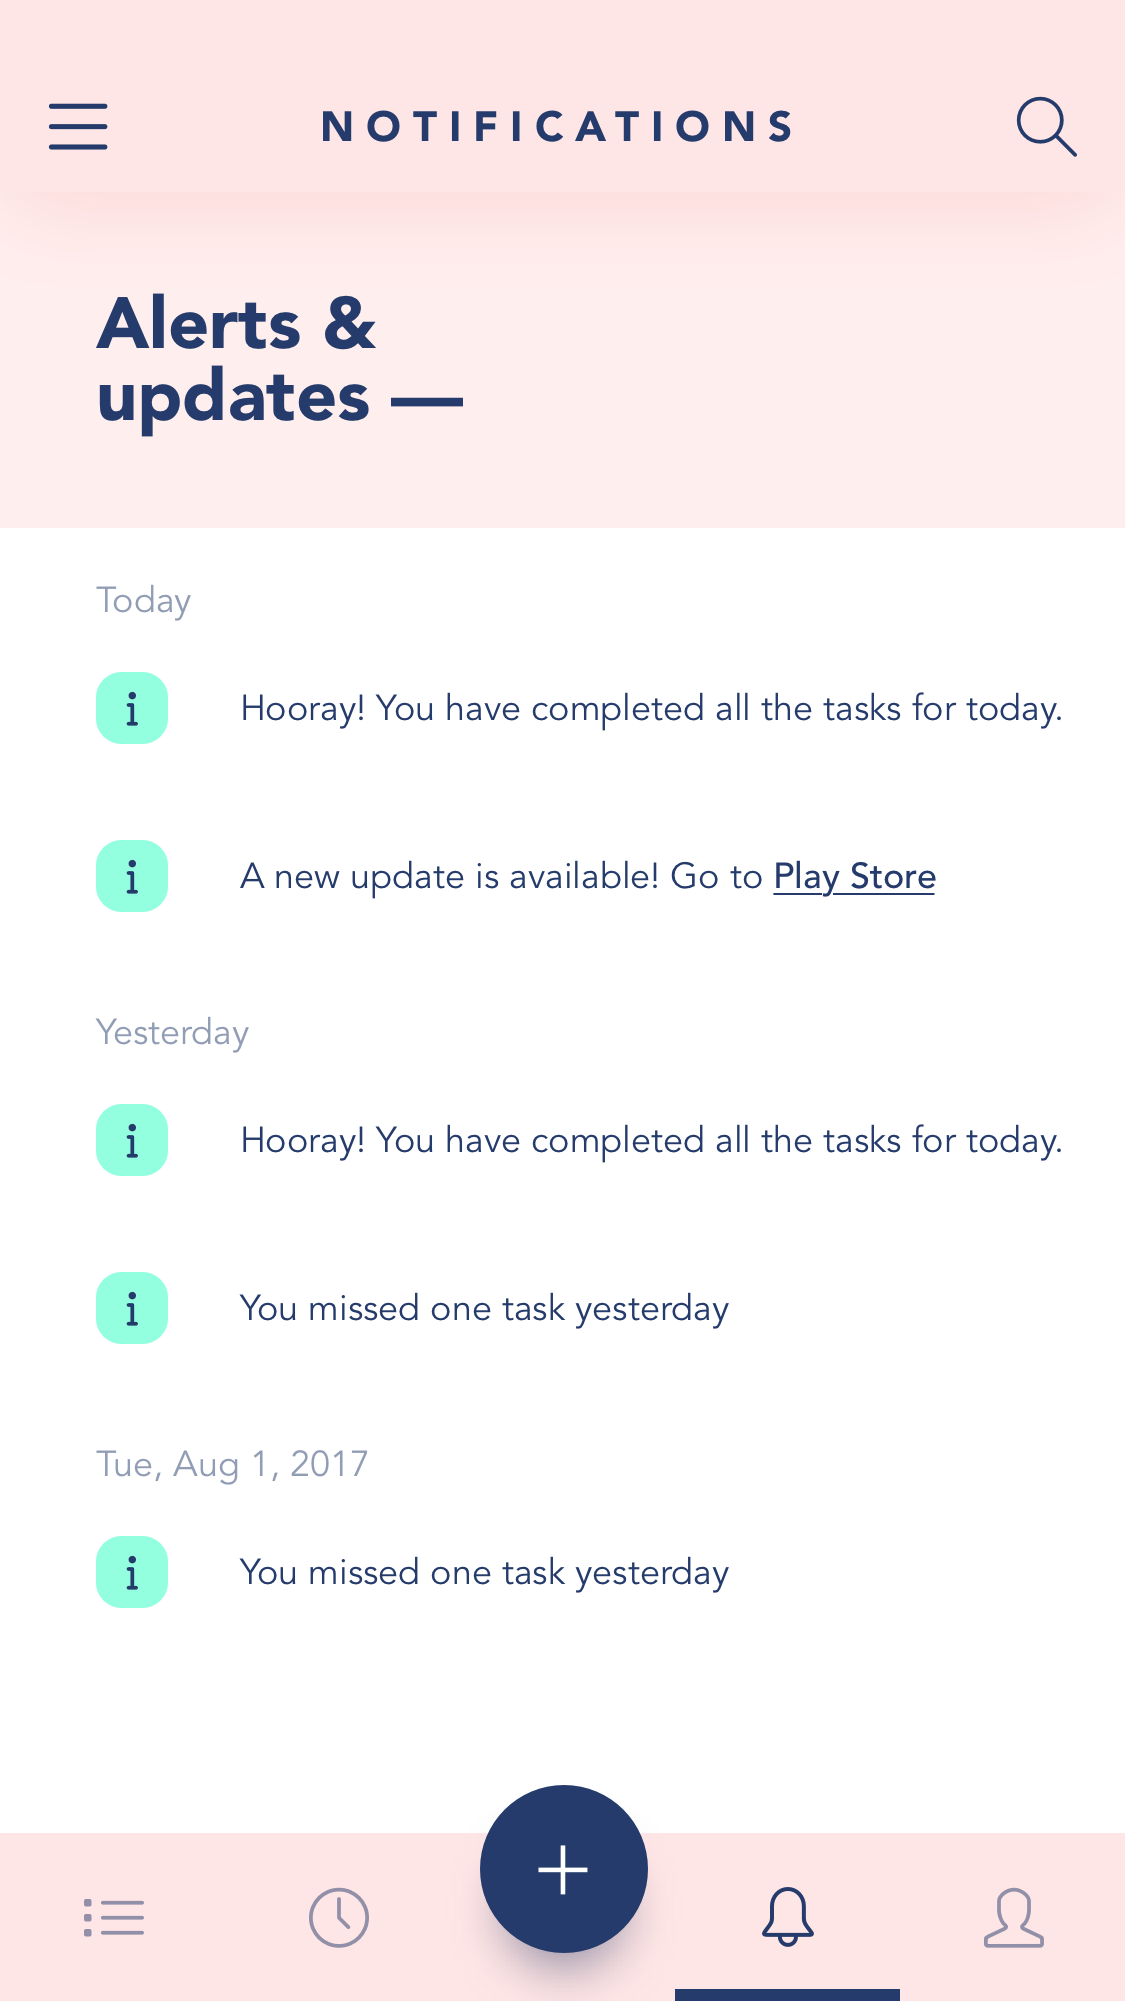 NOTIFICATIONS
Alerts &
updates —
Today
Hooray! You have completed all the tasks for today.
A new update is available! Go to Play Store
Yesterday
Hooray! You have completed all the tasks for today.
You missed one task yesterday
Tue, Aug 1, 2017
You missed one task yesterday